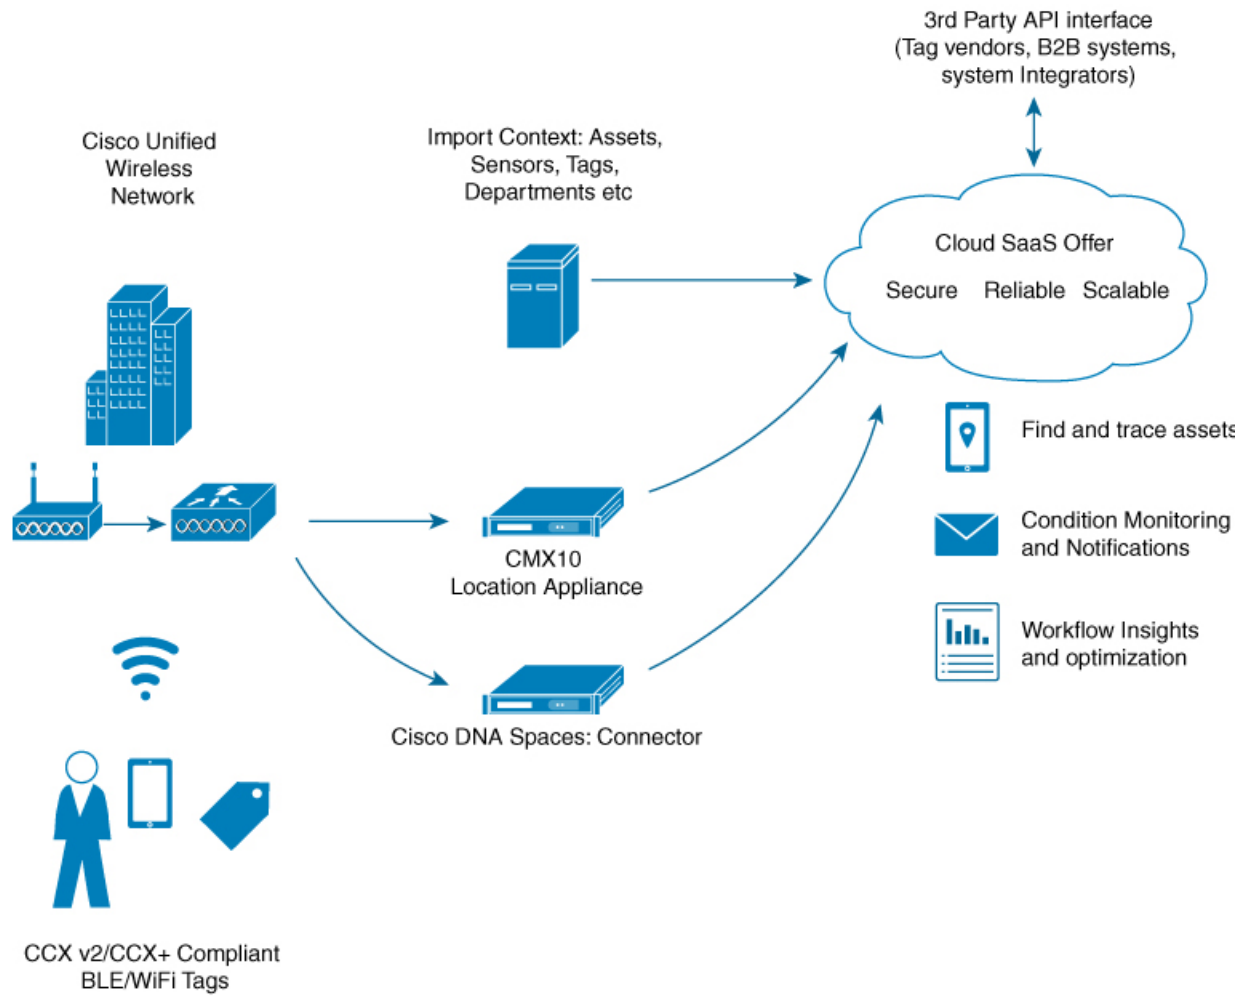 3rd Party API interface
(Tag vendors, B2B systems,
system Integrators)
Cisco Unified
Wireless
Network
Import Context: Assets,
Sensors, Tags,
Departments etc
Cloud SaaS Offer
Secure Reliable Scalable
Find and trace assets
CMX10
Location Appliance
Condition Monitoring
and Notifications
Workflow Insights
and optimization
Cisco DNA Spaces: Connector
CCX v2/CCX+ Compliant
BLE/WiFi Tags